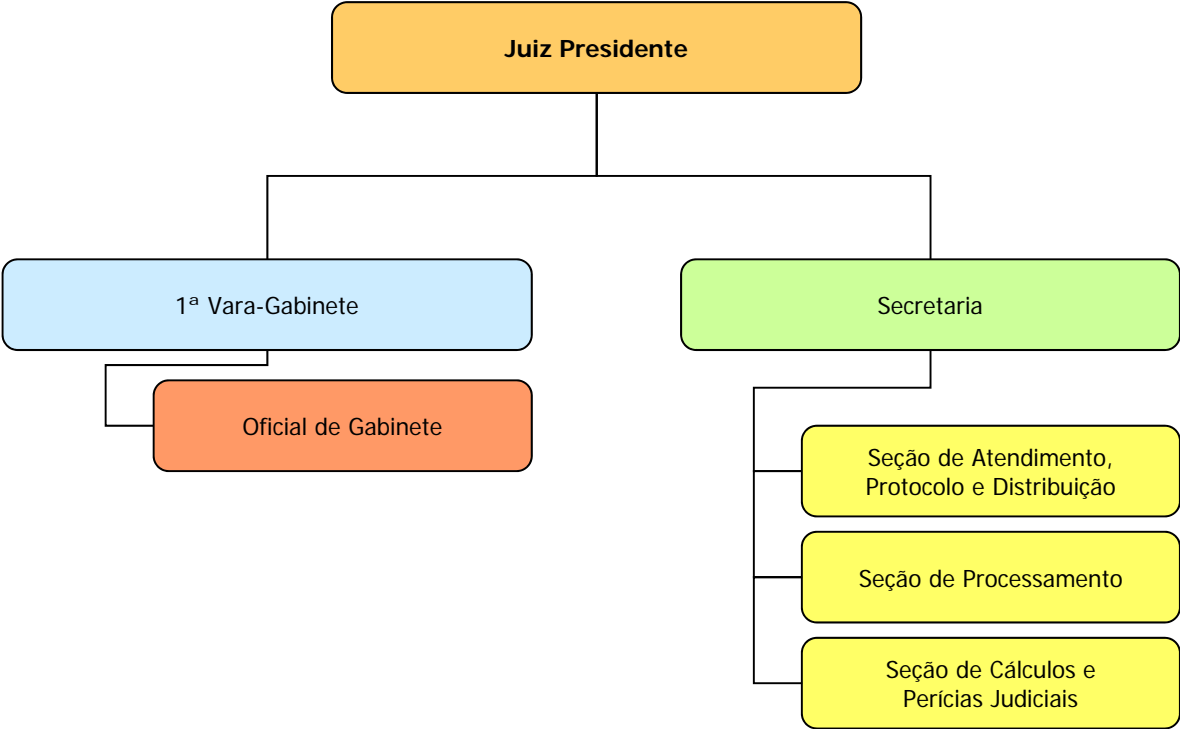 Juiz Presidente
1ª Vara-Gabinete
Secretaria
Oficial de Gabinete
Seção de Atendimento,
Protocolo e Distribuição
Seção de Processamento
Seção de Cálculos e
Perícias Judiciais